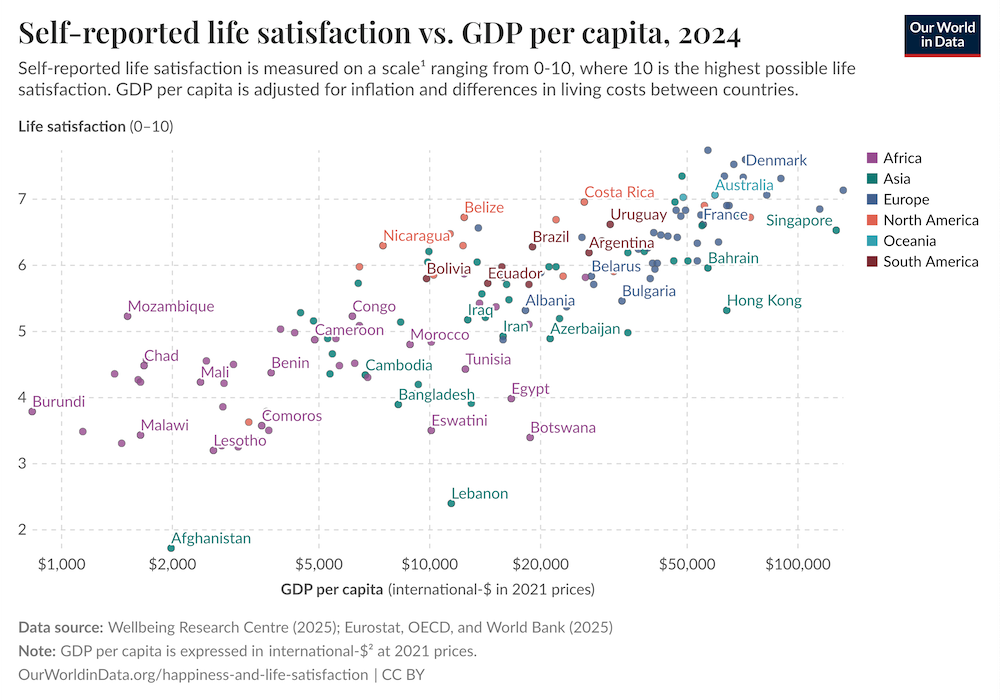 Self-reported life satisfaction vs. GDP per capita, 2024
Our World
in Data
Self-reported life satisfaction is measured on a scale¹ ranging from 0-10, where 10 is the highest possible life
satisfaction. GDP per capita is adjusted for inflation and differences in living costs between countries.
Life satisfaction (0–10)
Denmark
Africa
Asia
Europe
North America
Oceania
South America
7
Australia
Costa Rica
Belize
Uruguay
France
Singapore
Nicaragua
Brazil
Argentina
6
Bolivia
Ecuador
Belarus
Bahrain
Bulgaria
Mozambique
Congo
Albania
Hong Kong
Iraq
5
Cameroon
Morocco
Iran
Azerbaijan
Chad
Mali
Benin
Cambodia
Tunisia
4
Burundi
Bangladesh
Egypt
Malawi
Comoros
Eswatini
Botswana
Lesotho
3
Lebanon
2
Afghanistan
$1,000
$2,000
$5,000
$10,000
$20,000
$50,000
$100,000
GDP per capita (international-$ in 2021 prices)
Data source: Wellbeing Research Centre (2025); Eurostat, OECD, and World Bank (2025)
Note: GDP per capita is expressed in international-$² at 2021 prices.
OurWorldinData.org/happiness-and-life-satisfaction | CC BY